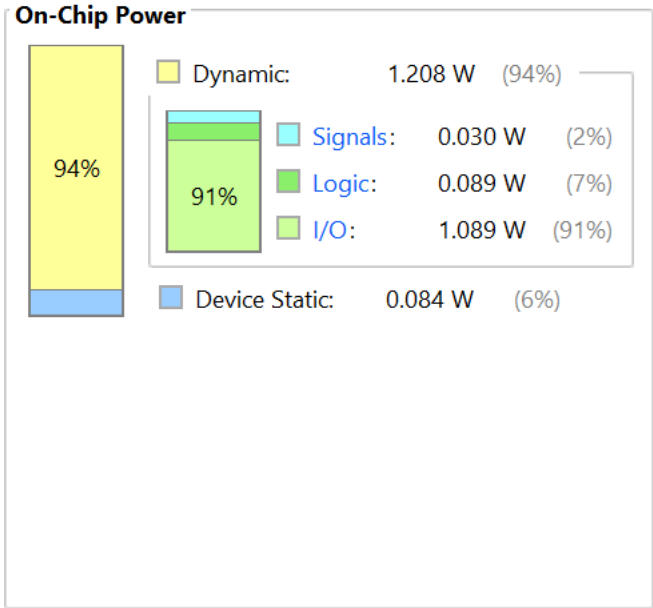 On-Chip Power
Dynamic: 1.208 W (94%)
94%
Signals: 0.030 W (2%)
Logic: 0.089 W (7%)
91%
I/O: 1.089 W (91%)
Device Static: 0.084 W (6%)